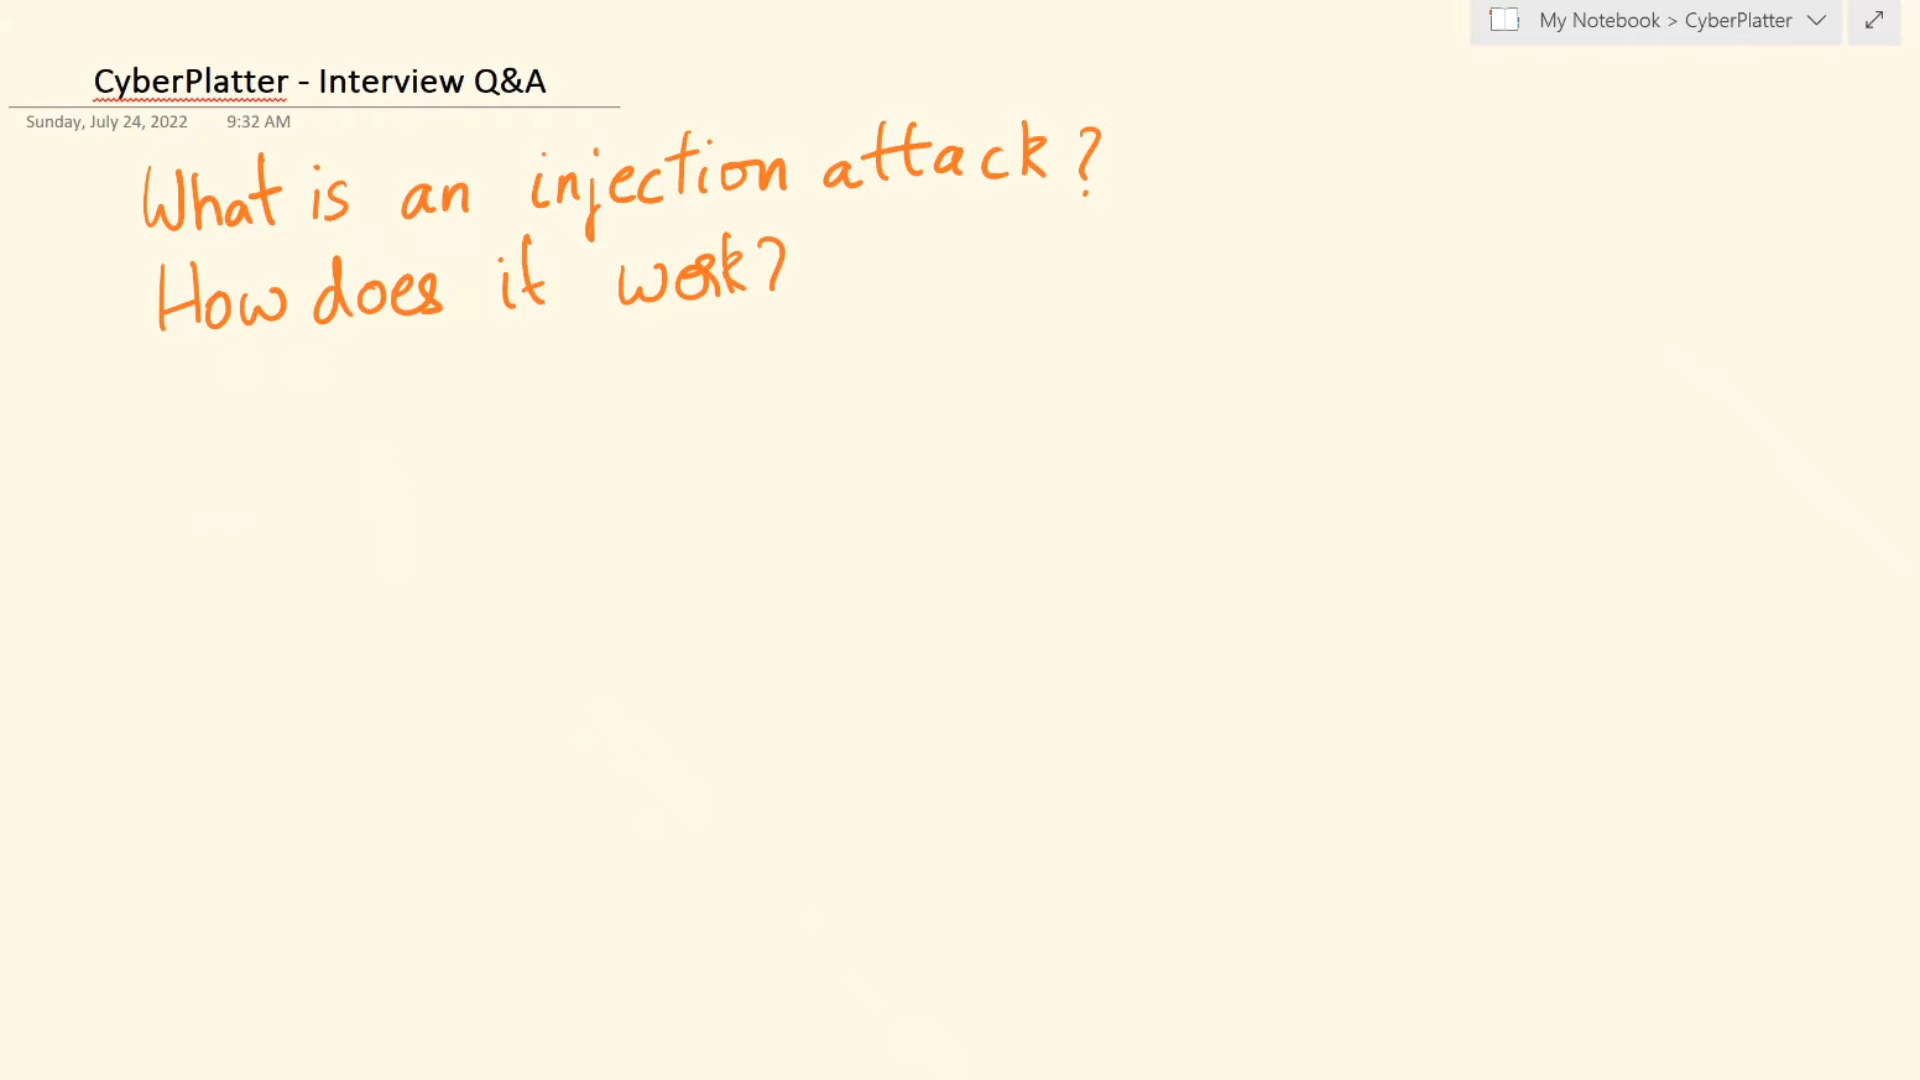 My Notebook > CyberPlatter
CyberPlatter - Interview Q&A
Sunday, July 24, 2022 9:32 AM
What is an injection attack?
How does it work?